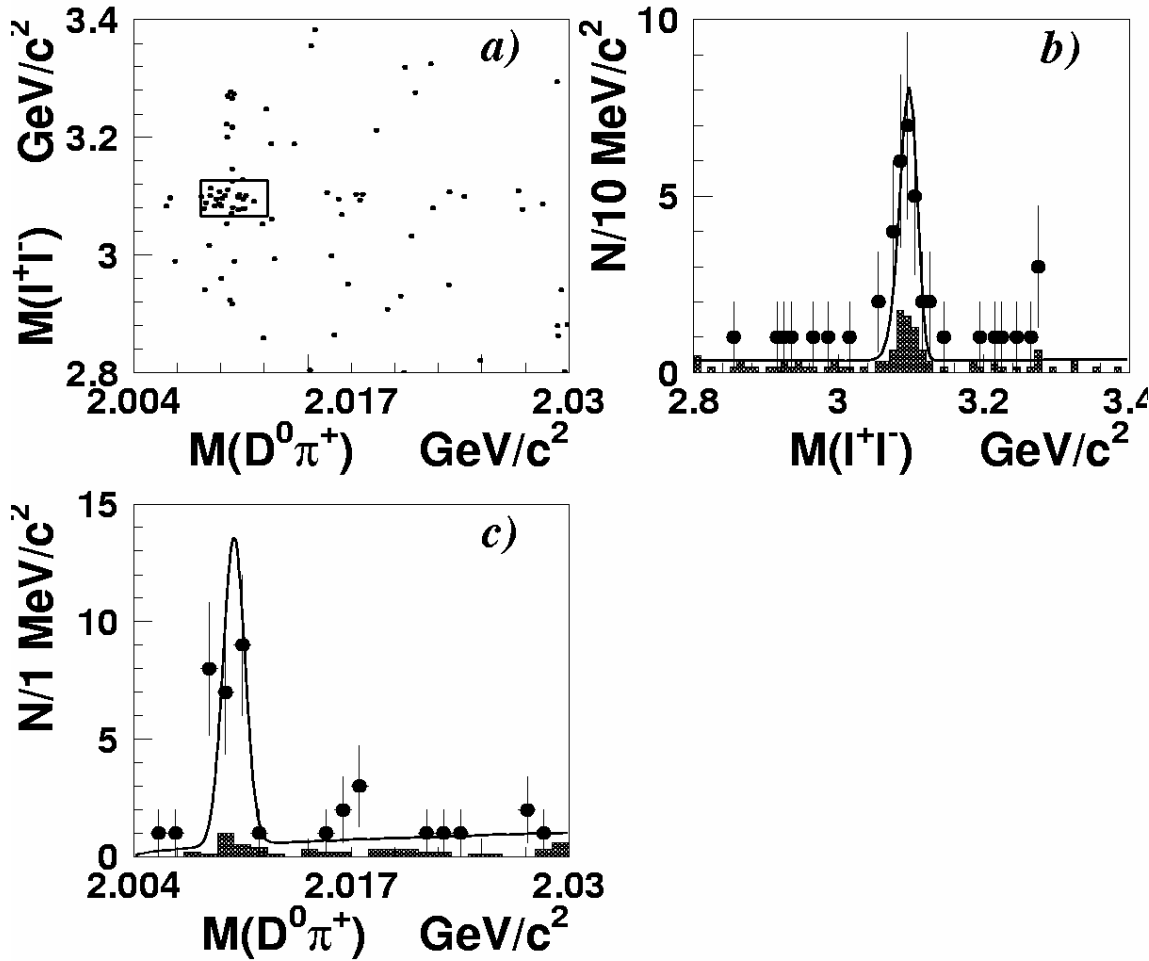 a)
M(l⁺l⁻) GeV/c²
3.4
3.2
3
2.8
2.004 2.017 2.03
M(D⁰π⁺) GeV/c²
b)
N/10 MeV/c²
10
5
0
2.8 3 3.2 3.4
M(l⁺l⁻) GeV/c²
c)
N/1 MeV/c²
15
10
5
0
2.004 2.017 2.03
M(D⁰π⁺) GeV/c²